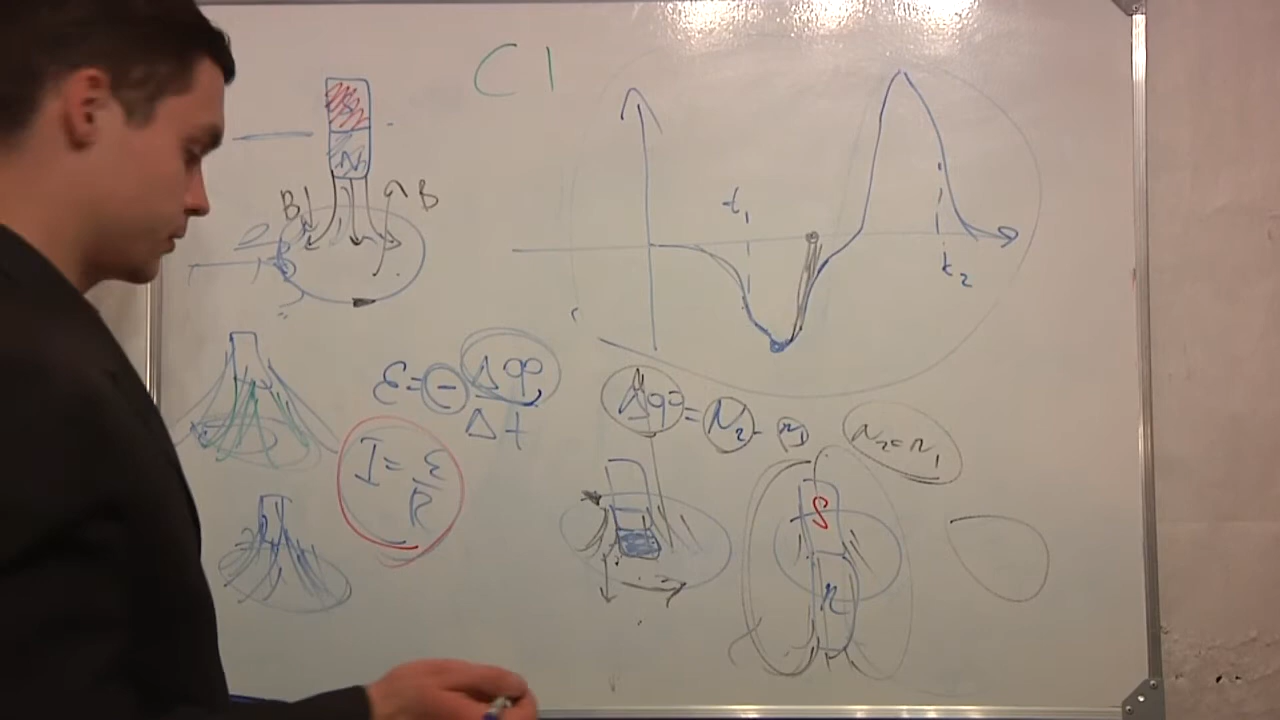 C1
S
N
B B
t₁
t₂
ε = - Δφ/Δt
Δφ = N₂ - n₁
n₂ = n₁
I = ε/R
S
n